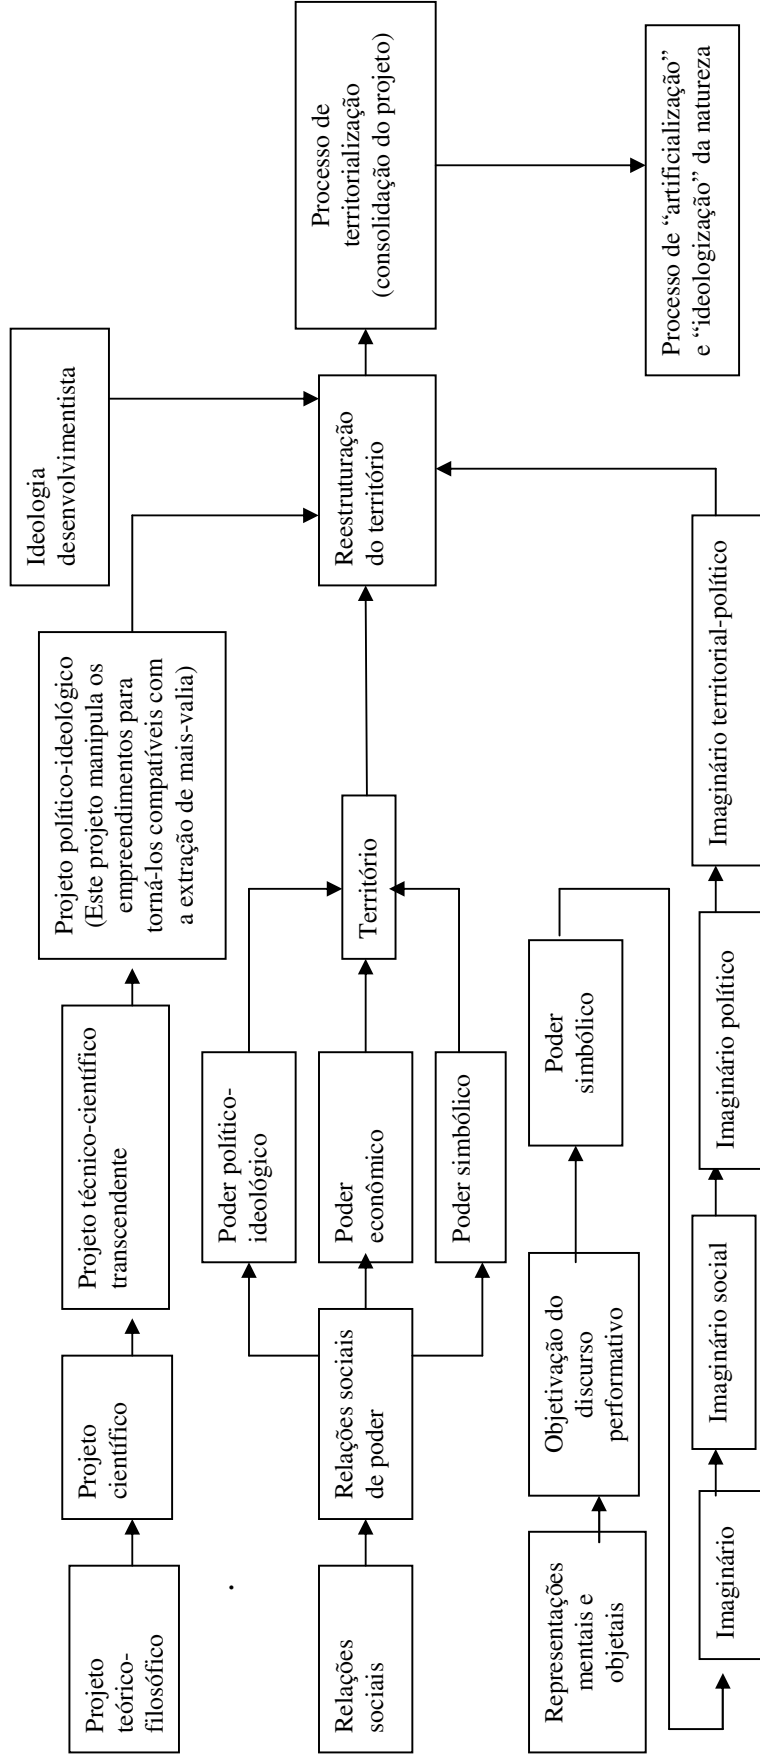 Projeto
teórico-
filosófico
Projeto
científico
Projeto técnico-científico
transcendente
Projeto político-ideológico
(Este projeto manipula os
empreendimentos para
torná-los compatíveis com
a extração de mais-valia)
Ideologia
desenvolvimentista
Relações
sociais
Relações sociais
de poder
Poder político-
ideológico
Poder
econômico
Poder simbólico
Território
Reestruturação
do território
Processo de
territorialização
(consolidação do projeto)
Representações
mentais e
objetais
Objetivação do
discurso
performativo
Poder
simbólico
Imaginário
Imaginário social
Imaginário político
Imaginário territorial-político
Processo de “artificialização”
e “ideologização” da natureza